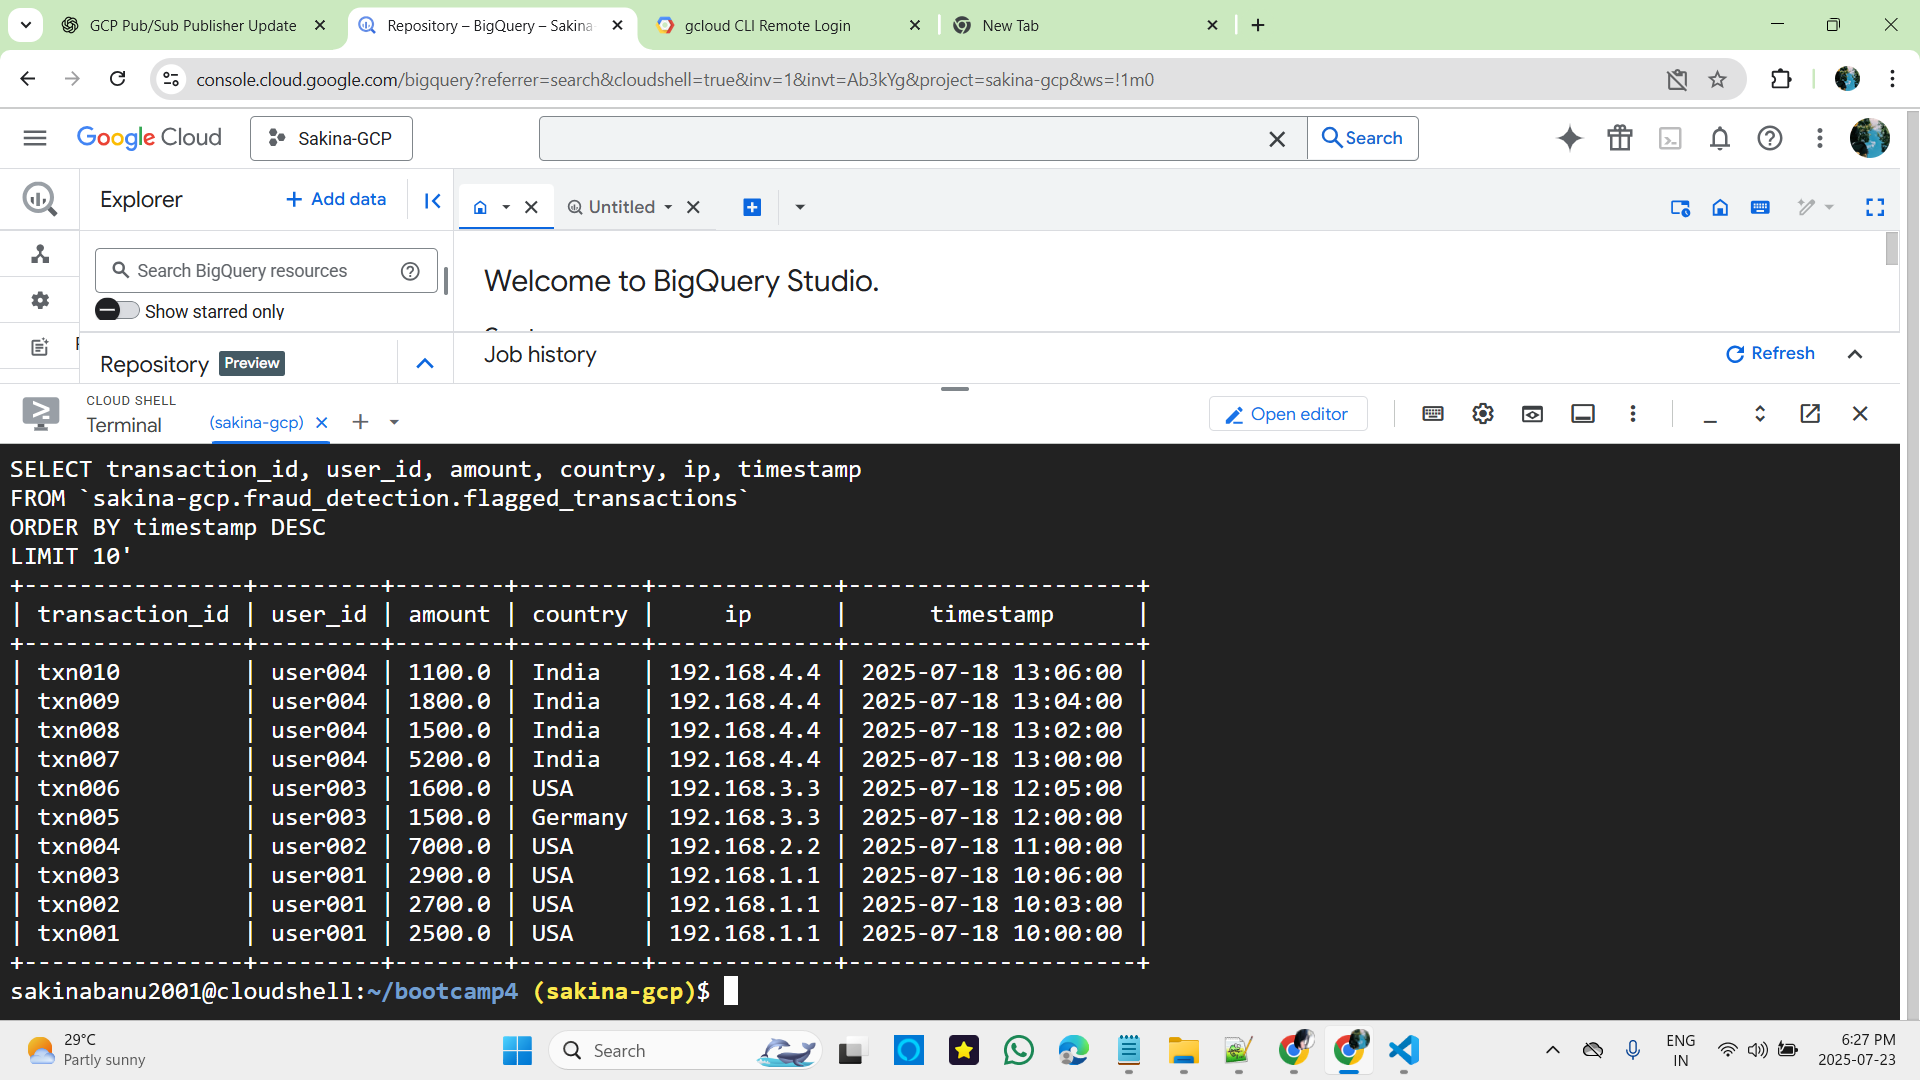 GCP Pub/Sub Publisher Update
Repository – BigQuery – Sakina
gcloud CLI Remote Login
New Tab
console.cloud.google.com/bigquery?referrer=search&cloudshell=true&inv=1&invt=Ab3kYg&project=sakina-gcp&ws=!1m0
Google Cloud
Sakina-GCP
Search
Explorer
+ Add data
Untitled
Search BigQuery resources
Show starred only
Welcome to BigQuery Studio.
Repository Preview
Job history
Refresh
CLOUD SHELL
Terminal
(sakina-gcp)
Open editor
SELECT transaction_id, user_id, amount, country, ip, timestamp
FROM `sakina-gcp.fraud_detection.flagged_transactions`
ORDER BY timestamp DESC
LIMIT 10'
+----------------+---------+--------+---------+-------------+---------------------+
| transaction_id | user_id | amount | country |     ip      |      timestamp      |
+----------------+---------+--------+---------+-------------+---------------------+
| txn010         | user004 | 1100.0 | India   | 192.168.4.4 | 2025-07-18 13:06:00 |
| txn009         | user004 | 1800.0 | India   | 192.168.4.4 | 2025-07-18 13:04:00 |
| txn008         | user004 | 1500.0 | India   | 192.168.4.4 | 2025-07-18 13:02:00 |
| txn007         | user004 | 5200.0 | India   | 192.168.4.4 | 2025-07-18 13:00:00 |
| txn006         | user003 | 1600.0 | USA     | 192.168.3.3 | 2025-07-18 12:05:00 |
| txn005         | user003 | 1500.0 | Germany | 192.168.3.3 | 2025-07-18 12:00:00 |
| txn004         | user002 | 7000.0 | USA     | 192.168.2.2 | 2025-07-18 11:00:00 |
| txn003         | user001 | 2900.0 | USA     | 192.168.1.1 | 2025-07-18 10:06:00 |
| txn002         | user001 | 2700.0 | USA     | 192.168.1.1 | 2025-07-18 10:03:00 |
| txn001         | user001 | 2500.0 | USA     | 192.168.1.1 | 2025-07-18 10:00:00 |
+----------------+---------+--------+---------+-------------+---------------------+
sakinabanu2001@cloudshell:~/bootcamp4 (sakina-gcp)$
29°C
Partly sunny
Search
ENG
IN
6:27 PM
2025-07-23